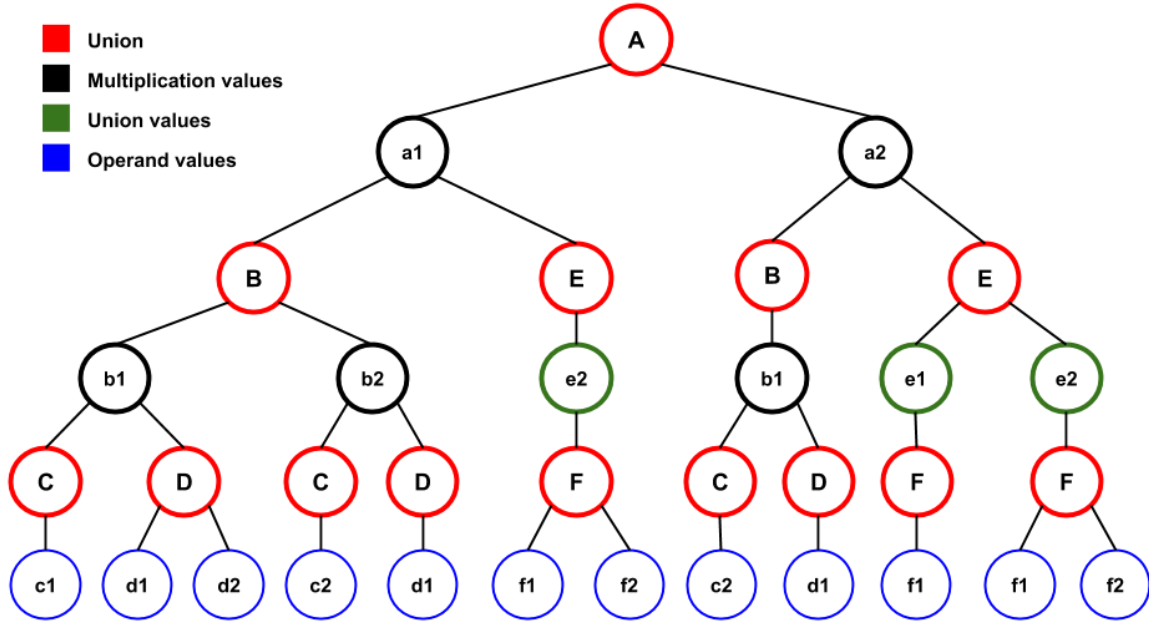 A
Union
Multiplication values
Union values
Operand values
a1
a2
B
E
B
E
b1
b2
e2
b1
e1
e2
C
D
C
D
F
C
D
F
F
c1
d1
d2
c2
d1
f1
f2
c2
d1
f1
f1
f2